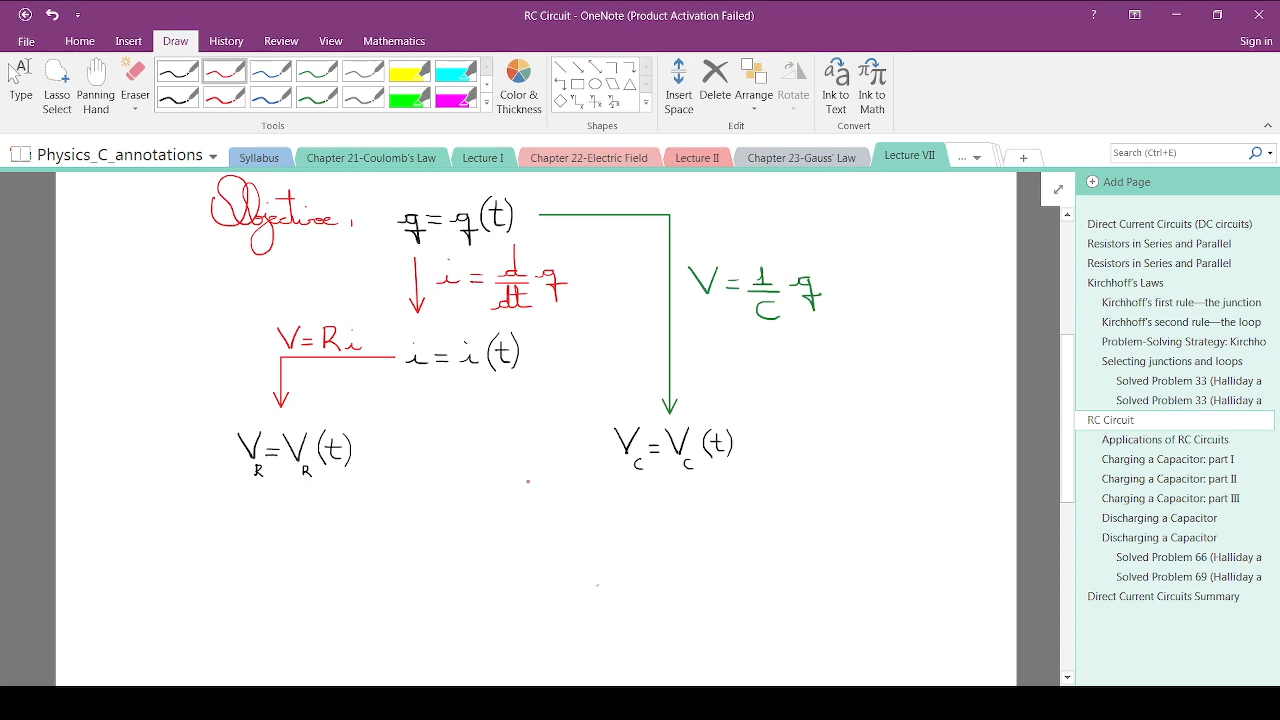 RC Circuit - OneNote (Product Activation Failed)
?
File Home Insert Draw History Review View Mathematics Sign in
Type
Lasso Select
Panning Hand
Eraser
Color & Thickness
Insert Space
Delete
Arrange
Rotate
Ink to Text
Ink to Math
Tools Shapes Edit Convert
Physics_C_annotations
Syllabus Chapter 21-Coulomb's Law Lecture I Chapter 22-Electric Field Lecture II Chapter 23-Gauss' Law Lecture VII ... +
Search (Ctrl+E)
Add Page
Direct Current Circuits (DC circuits)
Resistors in Series and Parallel
Resistors in Series and Parallel
Kirchhoff's Laws
Kirchhoff's first rule—the junction
Kirchhoff's second rule—the loop
Problem-Solving Strategy: Kirchho
Selecting junctions and loops
Solved Problem 33 (Halliday a
Solved Problem 33 (Halliday a
RC Circuit
Applications of RC Circuits
Charging a Capacitor: part I
Charging a Capacitor: part II
Charging a Capacitor: part III
Discharging a Capacitor
Discharging a Capacitor
Solved Problem 66 (Halliday a
Solved Problem 69 (Halliday a
Direct Current Circuits Summary
Objective: q = q(t)
i = d/dt q
V = 1/C q
V = R i
i = i(t)
V_R = V_R(t)
V_C = V_C(t)